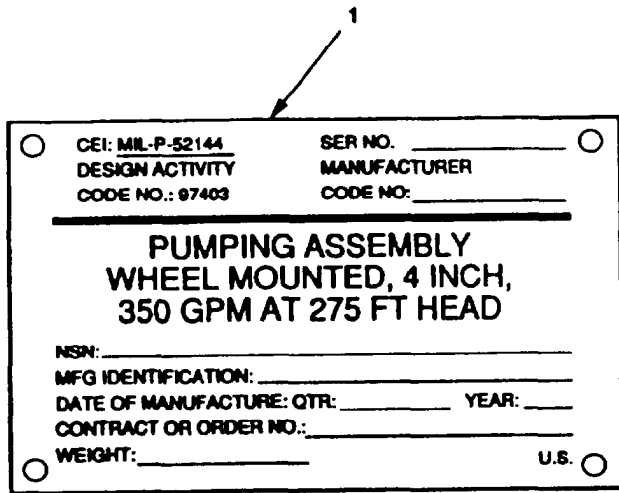 1
CEI: MIL-P-52144 SER NO.
DESIGN ACTIVITY MANUFACTURER
CODE NO.: 97403 CODE NO:
PUMPING ASSEMBLY
WHEEL MOUNTED, 4 INCH,
350 GPM AT 275 FT HEAD
NSN:
MFG IDENTIFICATION:
DATE OF MANUFACTURE: QTR: YEAR:
CONTRACT OR ORDER NO.:
WEIGHT: U.S.